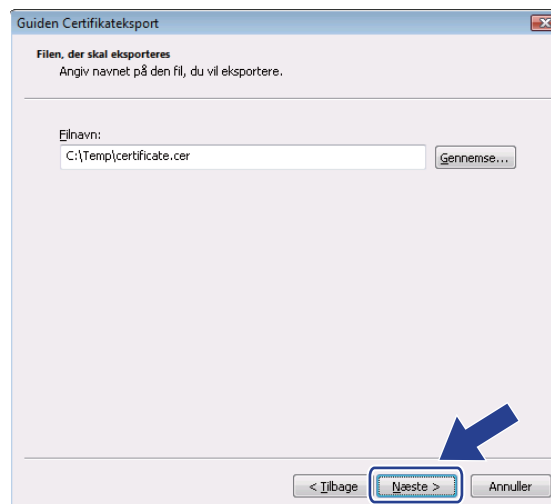 Guiden Certifikateksport
Filen, der skal eksporteres
Angiv navnet på den fil, du vil eksportere.
Filnavn:
C:\Temp\certificate.cer
Gennemse...
< Tilbage
Næste >
Annuller